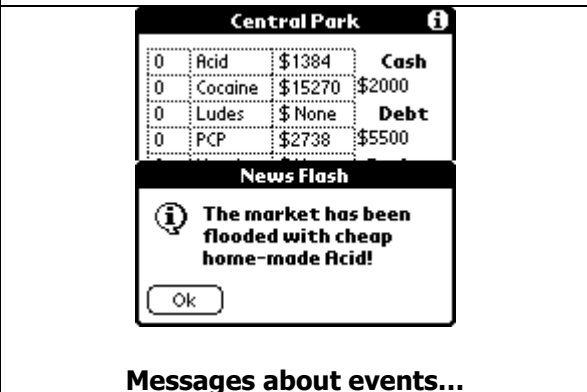 Central Park
0 Acid $1384 Cash
0 Cocaine $15270 $2000
0 Ludes $ None Debt
0 PCP $2738 $5500
News Flash
The market has been
flooded with cheap
home-made Acid!
Ok
Messages about events...